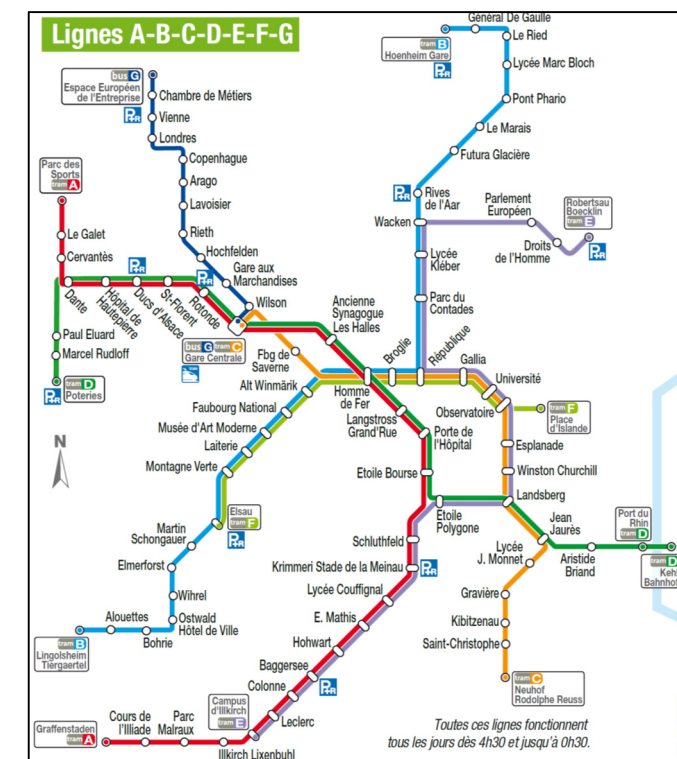 Lignes A-B-C-D-E-F-G
Général De Gaulle
tram B
Hoenheim Gare
P+R
Le Ried
Lycée Marc Bloch
Pont Phario
Le Marais
Futura Glacière
P+R
Rives
de l'Aar
Wacken
Parlement
Européen
Droits
de l'Homme
Robertsau
Boecklin
tram E
P+R
Lycée
Kléber
Parc du
Contades
bus G
Espace Européen
de l'Entreprise
P+R
Chambre de Métiers
Vienne
Londres
Copenhague
Arago
Lavoisier
Rieth
Hochfelden
Gare aux
Marchandises
Wilson
Parc des
Sports
tram A
Le Galet
Cervantès
P+R
P+R
Dante
Hôpital de
Hautepierre
Ducs d'Alsace
St-Florent
Rotonde
Paul Eluard
Marcel Rudloff
tram D
Poteries
P+R
bus G tram C
Gare Centrale
Ancienne
Synagogue
Les Halles
Fbg de
Saverne
Broglie
République
Gallia
Université
Observatoire
tram F
Place
d'Islande
Alt Winmärik
Faubourg National
Musée d'Art Moderne
Laiterie
Montagne Verte
Homme
de Fer
Langstross
Grand'Rue
Porte de
l'Hôpital
Esplanade
Winston Churchill
Landsberg
N
Etoile Bourse
Etoile
Polygone
Elsau
tram F
P+R
Martin
Schongauer
Elmerforst
Wihrel
Ostwald
Hôtel de Ville
Alouettes
Bohrie
tram B
Lingolsheim
Tiergaertel
Jean
Jaurès
Port du
Rhin
tram D
Aristide
Briand
tram D
Kehl
Bahnhof
Lycée
J. Monnet
Schluthfeld
Krimmeri Stade de la Meinau
P+R
Lycée Couffignal
E. Mathis
Hohwart
Baggersee
P+R
Colonne
Leclerc
Gravière
Kibitzenau
Saint-Christophe
tram C
Neuhof
Rodolphe Reuss
Campus
d'Illkirch
tram E
Graffenstaden
tram A
Cours de
l'Illiade
Parc
Malraux
Illkirch Lixenbuhl
Toutes ces lignes fonctionnent
tous les jours dès 4h30 et jusqu'à 0h30.